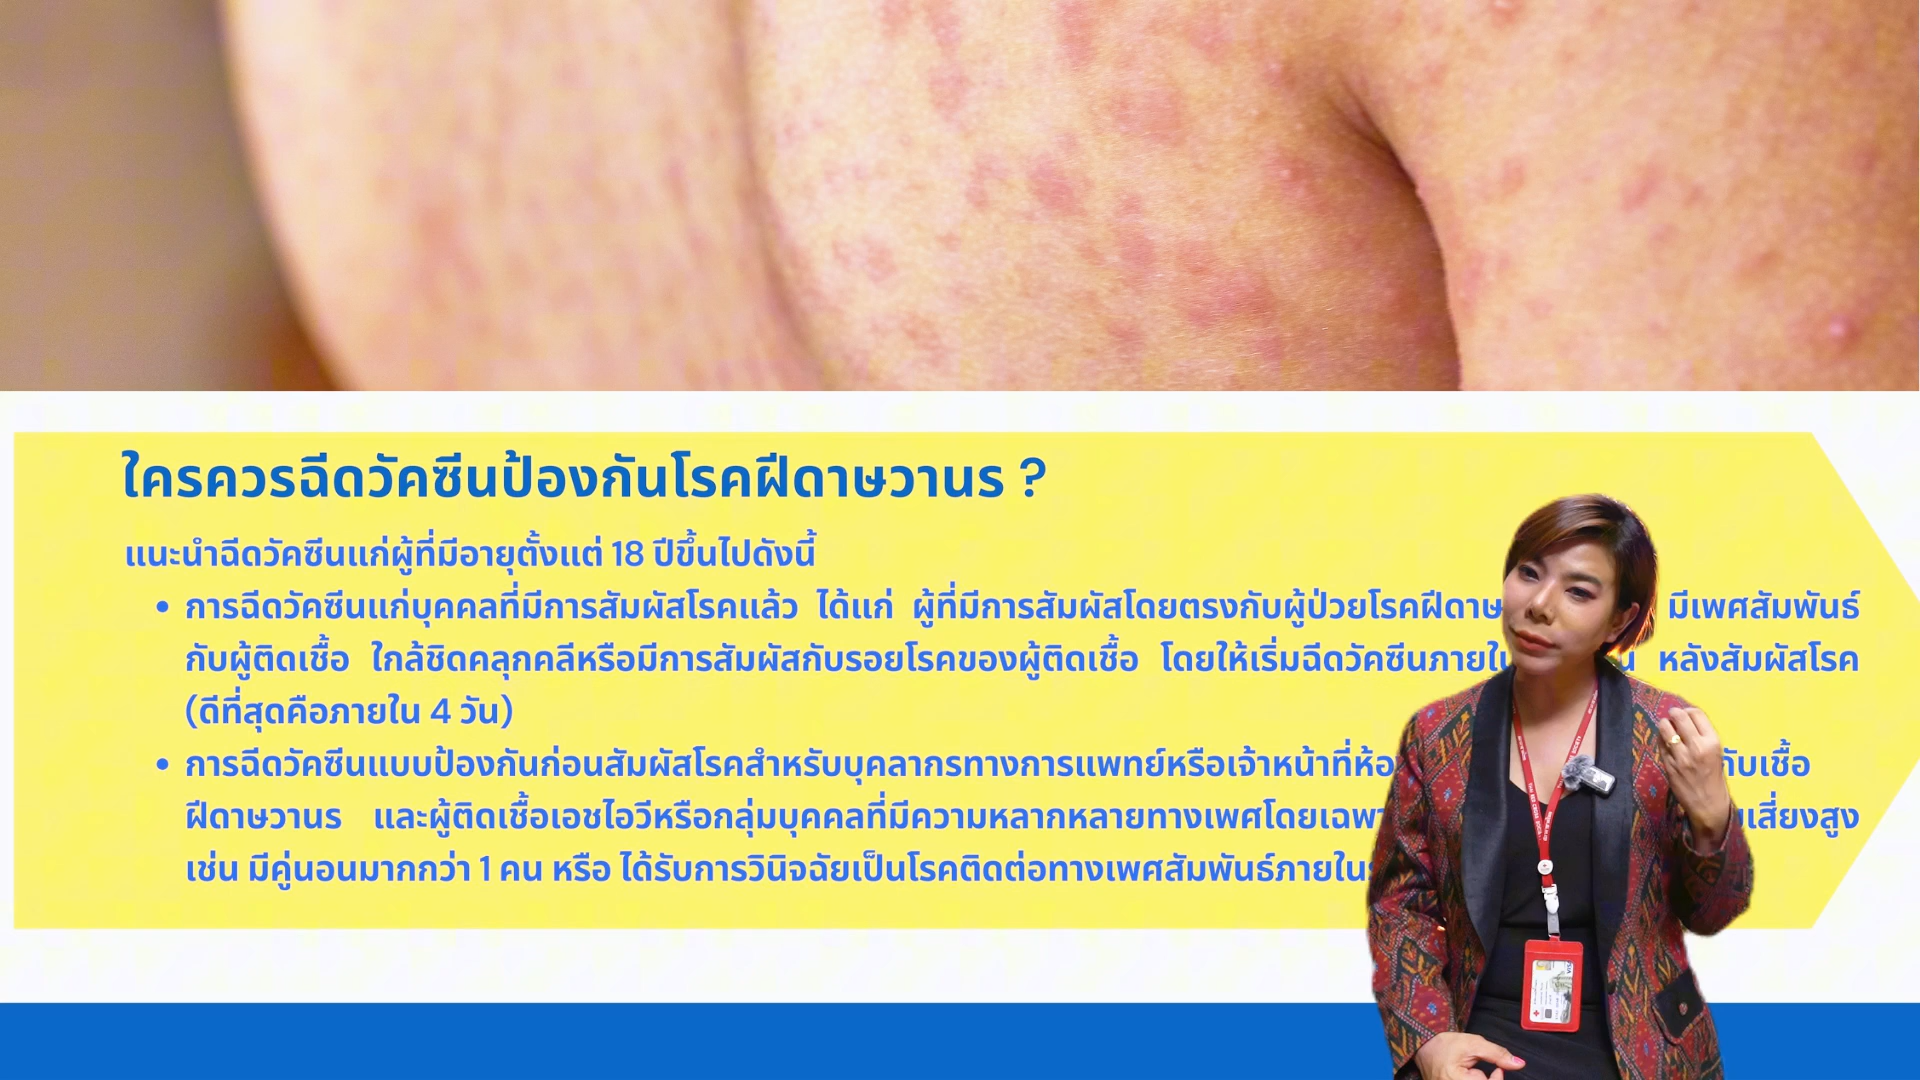 ใครควรฉีดวัคซีนป้องกันโรคฝีดาษวานร ?
แนะนำฉีดวัคซีนแก่ผู้ที่มีอายุตั้งแต่ 18 ปีขึ้นไปดังนี้
• การฉีดวัคซีนแก่บุคคลที่มีการสัมผัสโรคแล้ว ได้แก่ ผู้ที่มีการสัมผัสโดยตรงกับผู้ป่วยโรคฝีดาษ มีเพศสัมพันธ์
กับผู้ติดเชื้อ ใกล้ชิดคลุกคลีหรือมีการสัมผัสกับรอยโรคของผู้ติดเชื้อ โดยให้เริ่มฉีดวัคซีนภายใน หลังสัมผัสโรค
(ดีที่สุดคือภายใน 4 วัน)
• การฉีดวัคซีนแบบป้องกันก่อนสัมผัสโรคสำหรับบุคลากรทางการแพทย์หรือเจ้าหน้าที่ห้อ กับเชื้อ
ฝีดาษวานร และผู้ติดเชื้อเอชไอวีหรือกลุ่มบุคคลที่มีความหลากหลายทางเพศโดยเฉพา เสี่ยงสูง
เช่น มีคู่นอนมากกว่า 1 คน หรือ ได้รับการวินิจฉัยเป็นโรคติดต่อทางเพศสัมพันธ์ภายใน